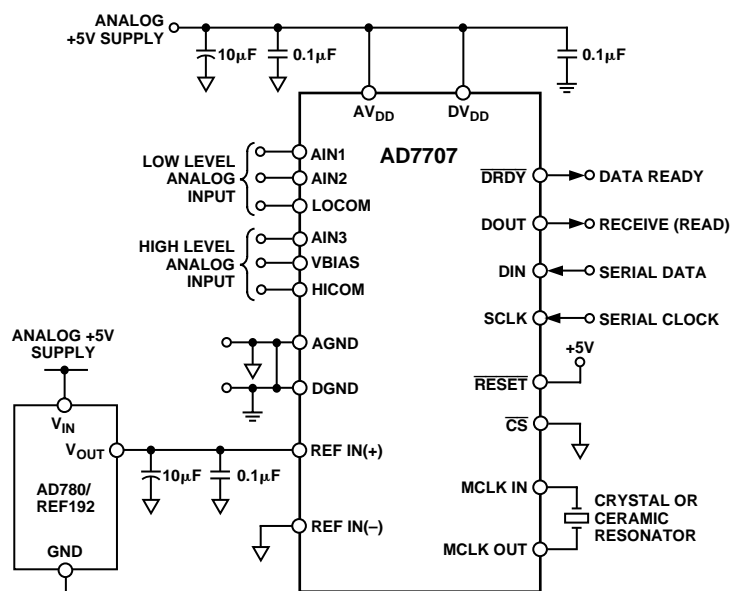 ANALOG
+5V SUPPLY
10µF
0.1µF
0.1µF
AVDD
DVDD
AD7707
LOW LEVEL
ANALOG
INPUT
AIN1
AIN2
LOCOM
HIGH LEVEL
ANALOG
INPUT
AIN3
VBIAS
HICOM
AGND
DGND
DRDY
DATA READY
DOUT
RECEIVE (READ)
DIN
SERIAL DATA
SCLK
SERIAL CLOCK
+5V
RESET
CS
ANALOG +5V
SUPPLY
VIN
VOUT
AD780/
REF192
GND
10µF
0.1µF
REF IN(+)
REF IN(–)
MCLK IN
MCLK OUT
CRYSTAL OR
CERAMIC
RESONATOR